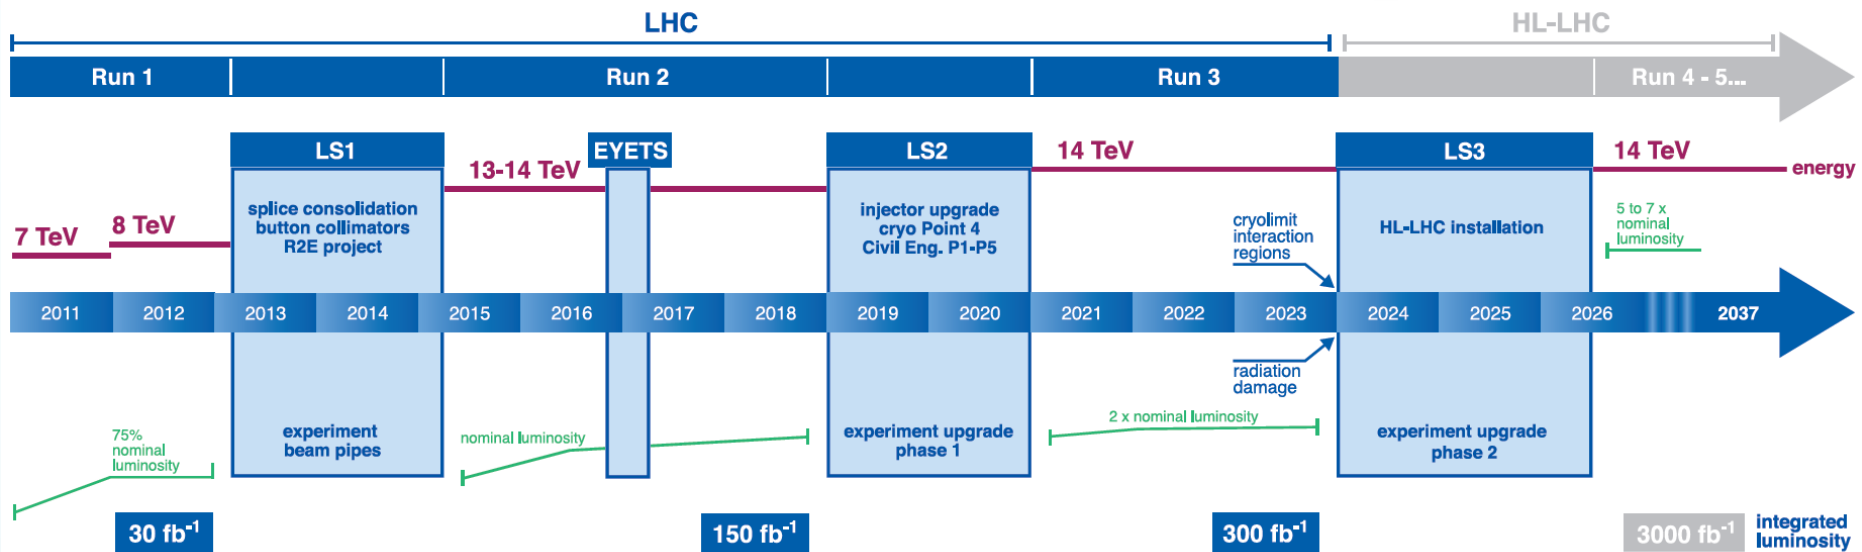 LHC
HL-LHC
Run 1
Run 2
Run 3
Run 4 - 5...
LS1
EYETS
LS2
LS3
7 TeV
8 TeV
13-14 TeV
14 TeV
14 TeV
energy
splice consolidation
button collimators
R2E project
injector upgrade
cryo Point 4
Civil Eng. P1-P5
cryolimit
interaction
regions
HL-LHC installation
5 to 7 x
nominal
luminosity
2011
2012
2013
2014
2015
2016
2017
2018
2019
2020
2021
2022
2023
2024
2025
2026
2037
radiation
damage
75%
nominal
luminosity
experiment
beam pipes
nominal luminosity
experiment upgrade
phase 1
2 x nominal luminosity
experiment upgrade
phase 2
30 fb⁻¹
150 fb⁻¹
300 fb⁻¹
3000 fb⁻¹
integrated
luminosity